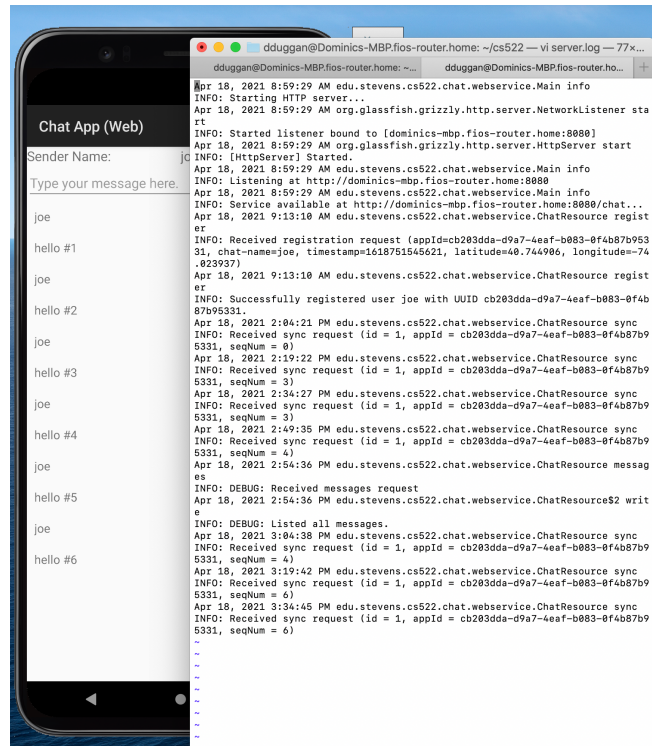 Chat App (Web)
Sender Name:
Type your message here.
joe
hello #1
joe
hello #2
joe
hello #3
joe
hello #4
joe
hello #5
joe
hello #6
dduggan@Dominics-MBP.fios-router.home: ~/cs522 — vi server.log — 77×...
dduggan@Dominics-MBP.fios-router.home: ~...
dduggan@Dominics-MBP.fios-router.ho...
Apr 18, 2021 8:59:29 AM edu.stevens.cs522.chat.webservice.Main info
INFO: Starting HTTP server...
Apr 18, 2021 8:59:29 AM org.glassfish.grizzly.http.server.NetworkListener sta
rt
INFO: Started listener bound to [dominics-mbp.fios-router.home:8080]
Apr 18, 2021 8:59:29 AM org.glassfish.grizzly.http.server.HttpServer start
INFO: [HttpServer] Started.
Apr 18, 2021 8:59:29 AM edu.stevens.cs522.chat.webservice.Main info
INFO: Listening at http://dominics-mbp.fios-router.home:8080
Apr 18, 2021 8:59:29 AM edu.stevens.cs522.chat.webservice.Main info
INFO: Service available at http://dominics-mbp.fios-router.home:8080/chat...
Apr 18, 2021 9:13:10 AM edu.stevens.cs522.chat.webservice.ChatResource regist
er
INFO: Received registration request (appId=cb203dda-d9a7-4eaf-b083-0f4b87b953
31, chat-name=joe, timestamp=1618751545621, latitude=40.744906, longitude=-74
.023937)
Apr 18, 2021 9:13:10 AM edu.stevens.cs522.chat.webservice.ChatResource regist
er
INFO: Successfully registered user joe with UUID cb203dda-d9a7-4eaf-b083-0f4b
87b95331.
Apr 18, 2021 2:04:21 PM edu.stevens.cs522.chat.webservice.ChatResource sync
INFO: Received sync request (id = 1, appId = cb203dda-d9a7-4eaf-b083-0f4b87b9
5331, seqNum = 0)
Apr 18, 2021 2:19:22 PM edu.stevens.cs522.chat.webservice.ChatResource sync
INFO: Received sync request (id = 1, appId = cb203dda-d9a7-4eaf-b083-0f4b87b9
5331, seqNum = 3)
Apr 18, 2021 2:34:27 PM edu.stevens.cs522.chat.webservice.ChatResource sync
INFO: Received sync request (id = 1, appId = cb203dda-d9a7-4eaf-b083-0f4b87b9
5331, seqNum = 3)
Apr 18, 2021 2:49:35 PM edu.stevens.cs522.chat.webservice.ChatResource sync
INFO: Received sync request (id = 1, appId = cb203dda-d9a7-4eaf-b083-0f4b87b9
5331, seqNum = 4)
Apr 18, 2021 2:54:36 PM edu.stevens.cs522.chat.webservice.ChatResource messag
es
INFO: DEBUG: Received messages request
Apr 18, 2021 2:54:36 PM edu.stevens.cs522.chat.webservice.ChatResource$2 writ
e
INFO: DEBUG: Listed all messages.
Apr 18, 2021 3:04:38 PM edu.stevens.cs522.chat.webservice.ChatResource sync
INFO: Received sync request (id = 1, appId = cb203dda-d9a7-4eaf-b083-0f4b87b9
5331, seqNum = 4)
Apr 18, 2021 3:19:42 PM edu.stevens.cs522.chat.webservice.ChatResource sync
INFO: Received sync request (id = 1, appId = cb203dda-d9a7-4eaf-b083-0f4b87b9
5331, seqNum = 6)
Apr 18, 2021 3:34:45 PM edu.stevens.cs522.chat.webservice.ChatResource sync
INFO: Received sync request (id = 1, appId = cb203dda-d9a7-4eaf-b083-0f4b87b9
5331, seqNum = 6)
~
~
~
~
~
~
~
~
~